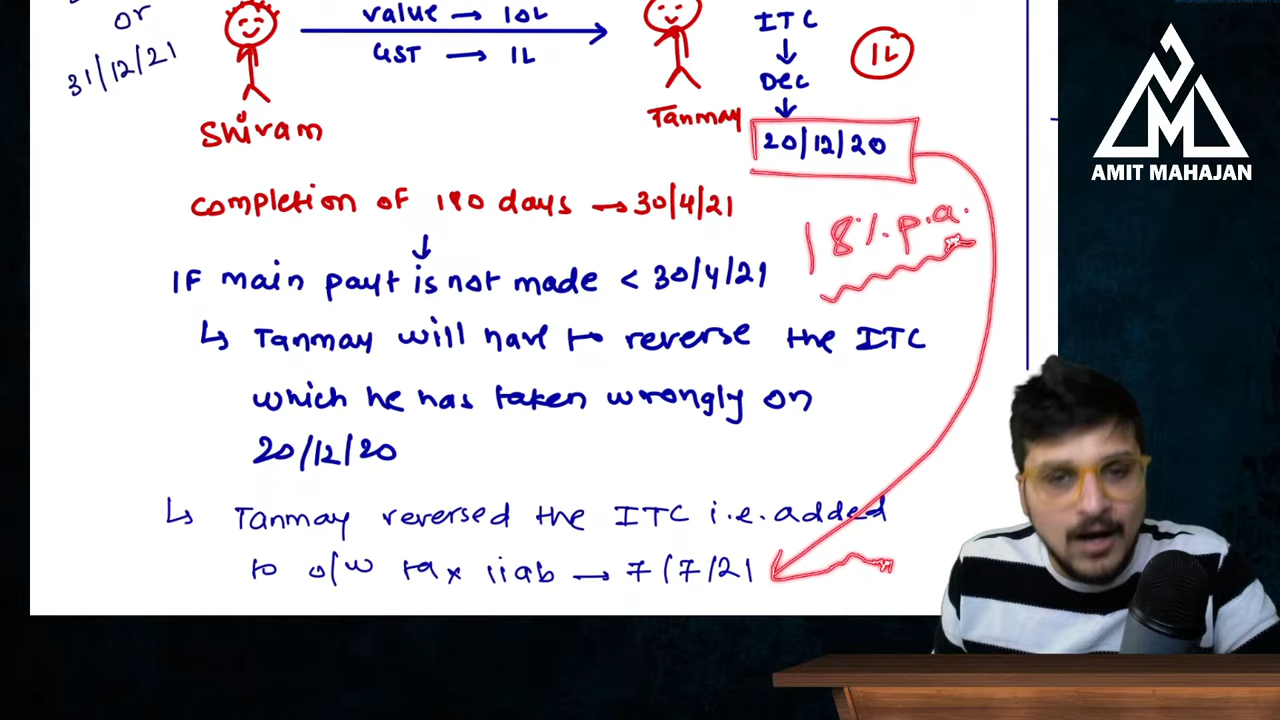 or
31/12/21
value → 10L
GST → 1L
Shivam
Tanmay
ITC
↓
DEC
↓
20/12/20
1L
AMIT MAHAJAN
completion of 180 days → 30/4/21
↓
18%. p.a.
IF main payt is not made < 30/4/21
↳ Tanmay will have to reverse the ITC
which he has taken wrongly on
20/12/20
↳ Tanmay reversed the ITC i.e. added
to o/w tax liab → 7/7/21